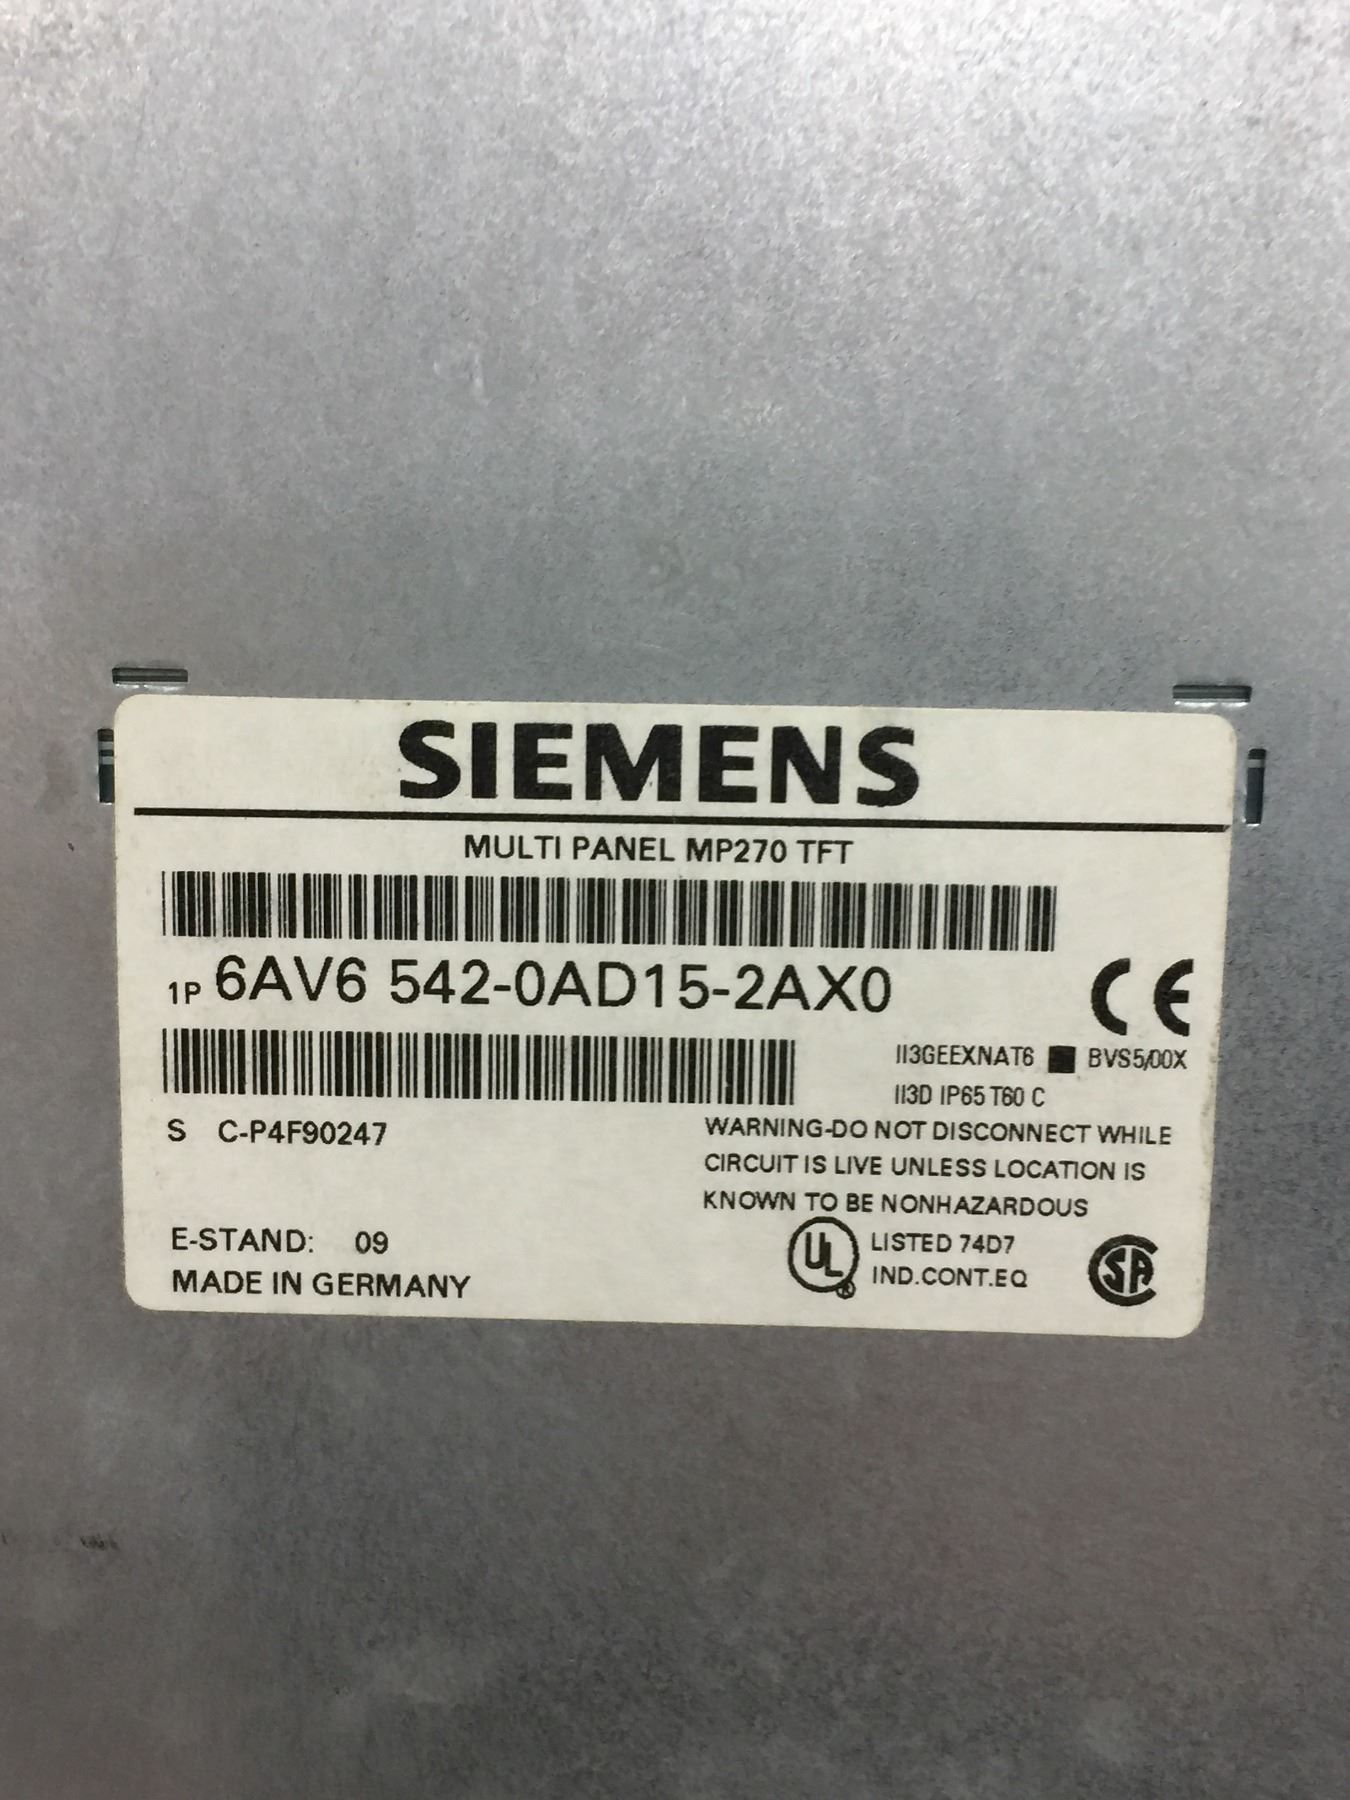 SIEMENS
MULTI PANEL MP270 TFT
1P 6AV6 542-0AD15-2AX0
CE
II3GEEXNAT6 ■ BVS5/00X
II3D IP65 T60 C
S C-P4F90247
WARNING-DO NOT DISCONNECT WHILE
CIRCUIT IS LIVE UNLESS LOCATION IS
KNOWN TO BE NONHAZARDOUS
E-STAND: 09
MADE IN GERMANY
UL ® LISTED 74D7
IND.CONT.EQ
CSA